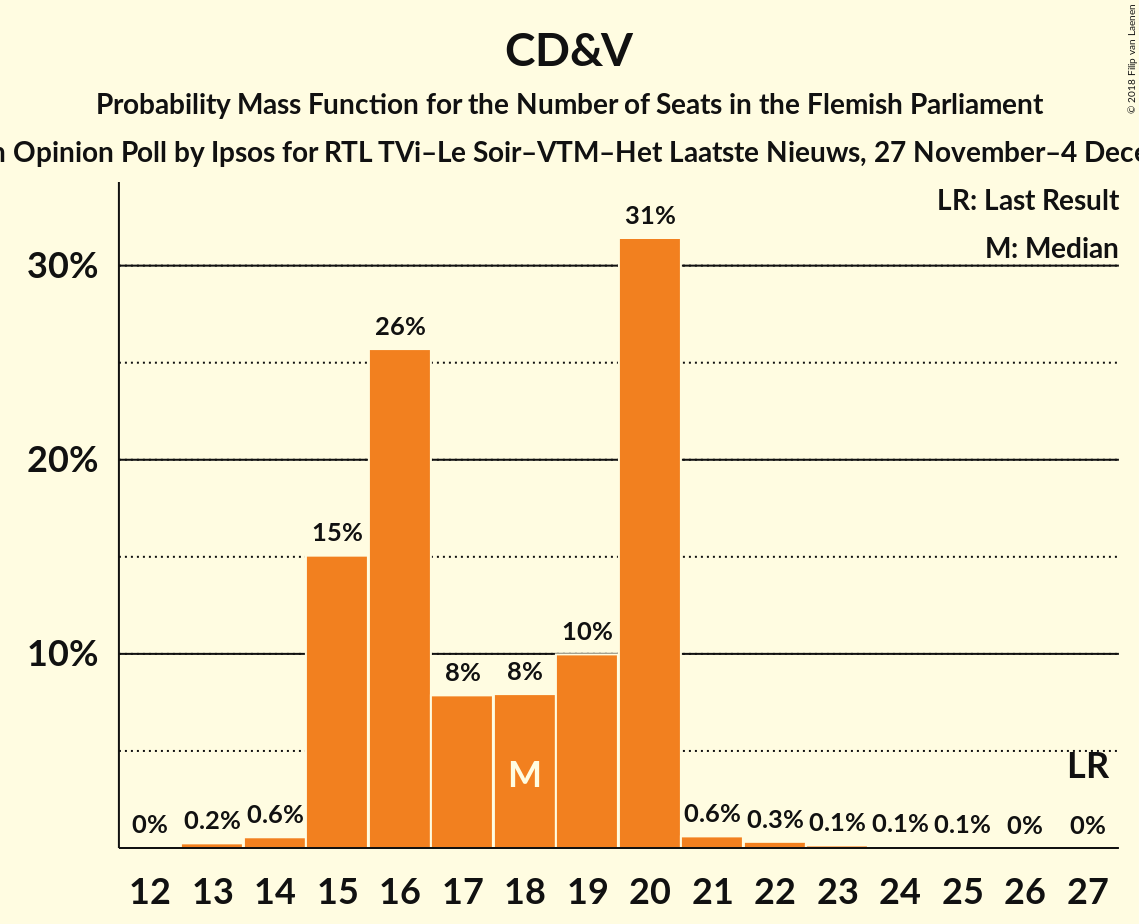 CD&V
Probability Mass Function for the Number of Seats in the Flemish Parliament
Opinion Poll by Ipsos for RTL TVi–Le Soir–VTM–Het Laatste Nieuws, 27 November–4
© 2018 Filip van Laenen
LR: Last Result
M: Median
30%
20%
10%
0% 0.2% 0.6% 15% 26% 8% 8% 10% 31% 0.6% 0.3% 0.1% 0.1% 0.1% 0% 0%
M
LR
12 13 14 15 16 17 18 19 20 21 22 23 24 25 26 27